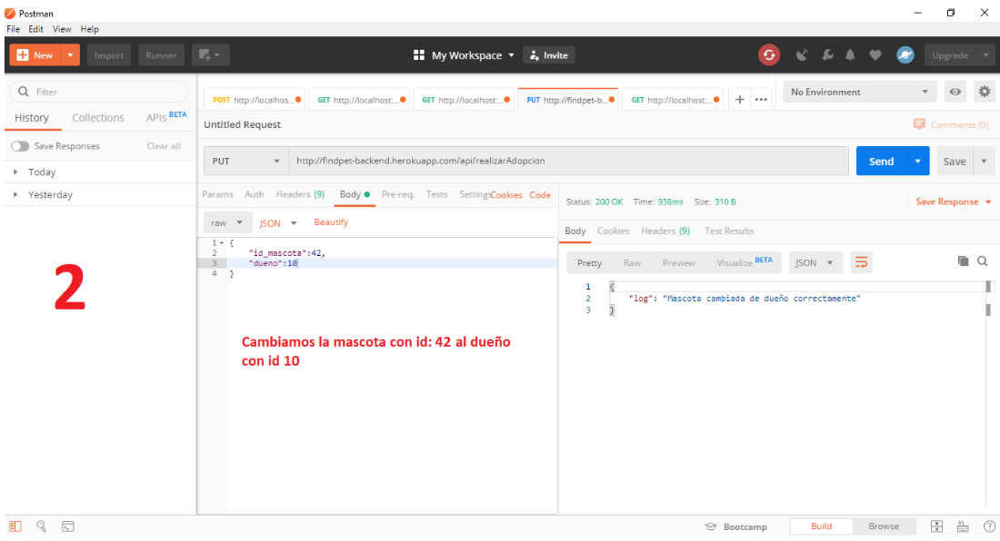 Postman
File Edit View Help
New Import Runner My Workspace Invite Upgrade
Filter
History Collections APIs BETA
Save Responses Clear all
Today
Yesterday
2
POST http://localhos... GET http://localhost:... GET http://localhost:... PUT http://findpet-b... GET http://localhost:... + ••• No Environment
Untitled Request Comments (0)
PUT http://findpet-backend.herokuapp.com/api/realizarAdopcion Send Save
Params Auth Headers (9) Body Pre-req. Tests Settings Cookies Code
raw JSON Beautify
1 {
2 "id_mascota":42,
3 "dueno":10
4 }
Cambiamos la mascota con id: 42 al dueño
con id 10
Status: 200 OK Time: 938ms Size: 310 B Save Response
Body Cookies Headers (9) Test Results
Pretty Raw Preview Visualize BETA JSON
1 {
2 "log": "Mascota cambiada de dueño correctamente"
3 }
Bootcamp Build Browse